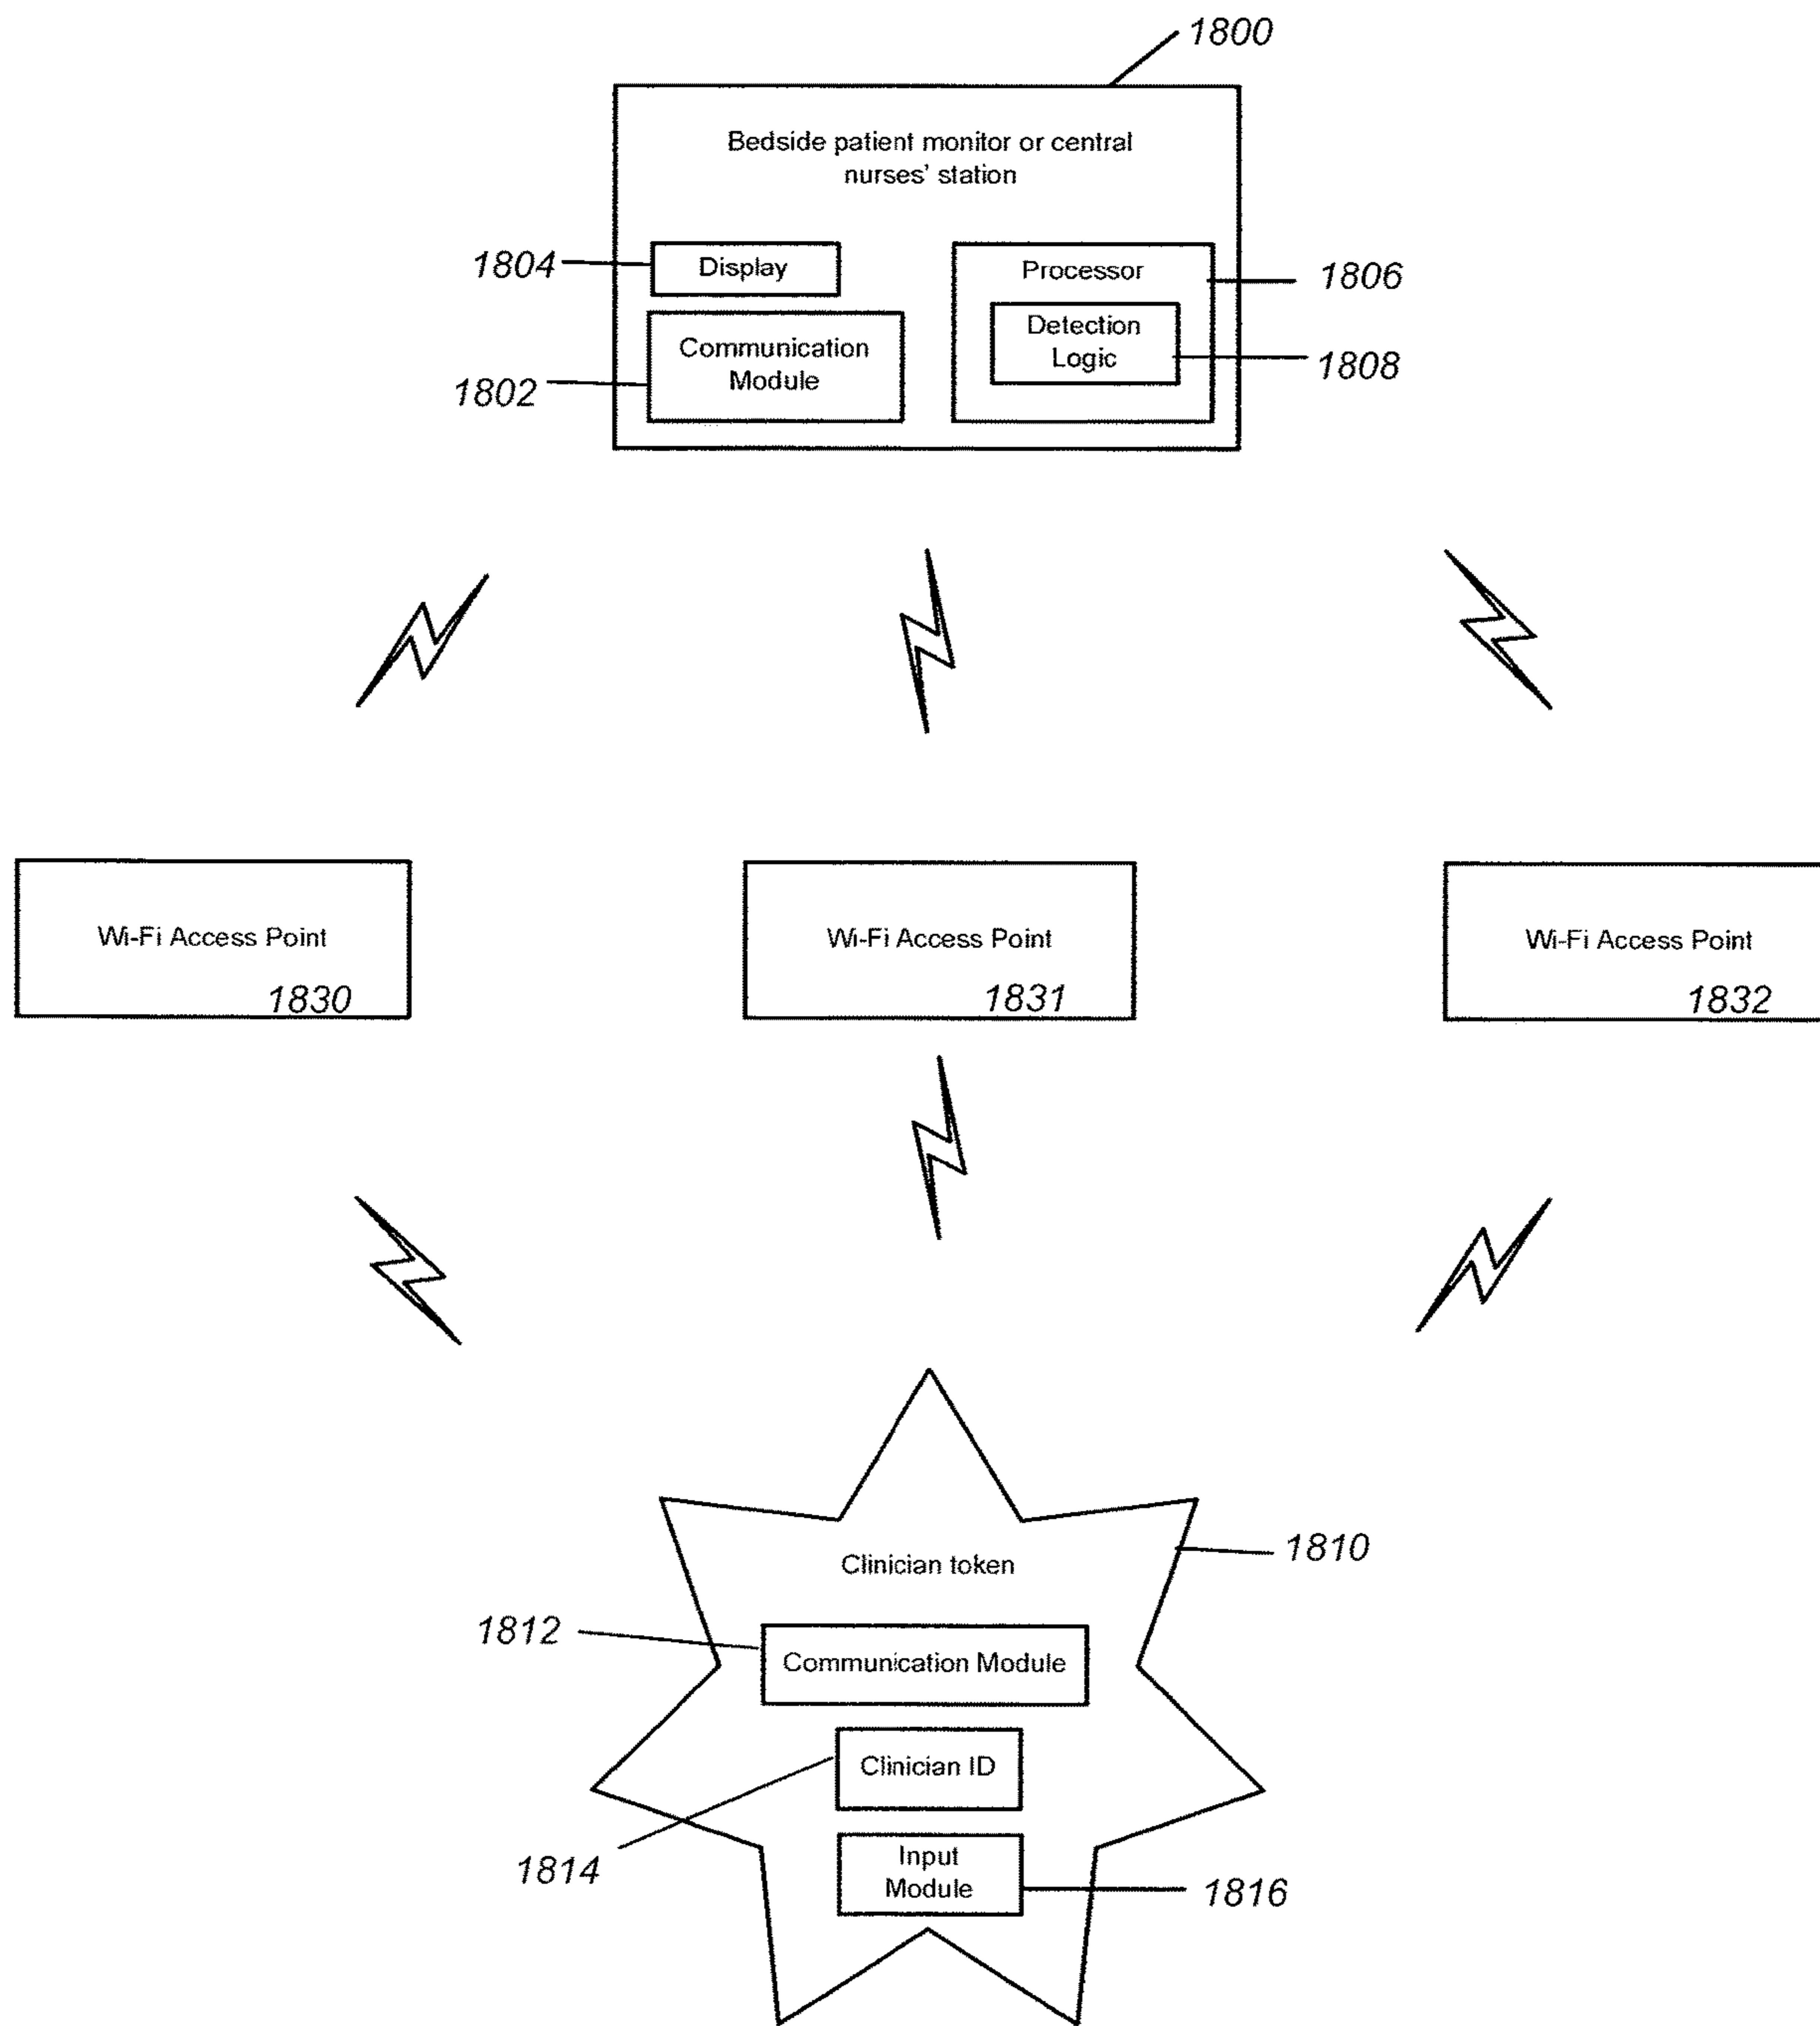 1800
Bedside patient monitor or central
nurses' station
1804
Display
Processor
1806
Detection
Logic
1808
Communication
Module
1802
Wi-Fi Access Point
1830
Wi-Fi Access Point
1831
Wi-Fi Access Point
1832
Clinician token
1810
1812
Communication Module
Clinician ID
1814
Input
Module
1816